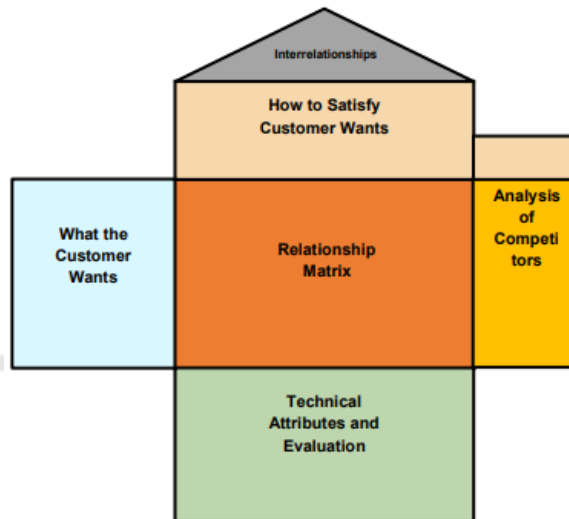 Interrelationships
How to Satisfy
Customer Wants
What the
Customer
Wants
Relationship
Matrix
Analysis
of
Competi
tors
Technical
Attributes and
Evaluation